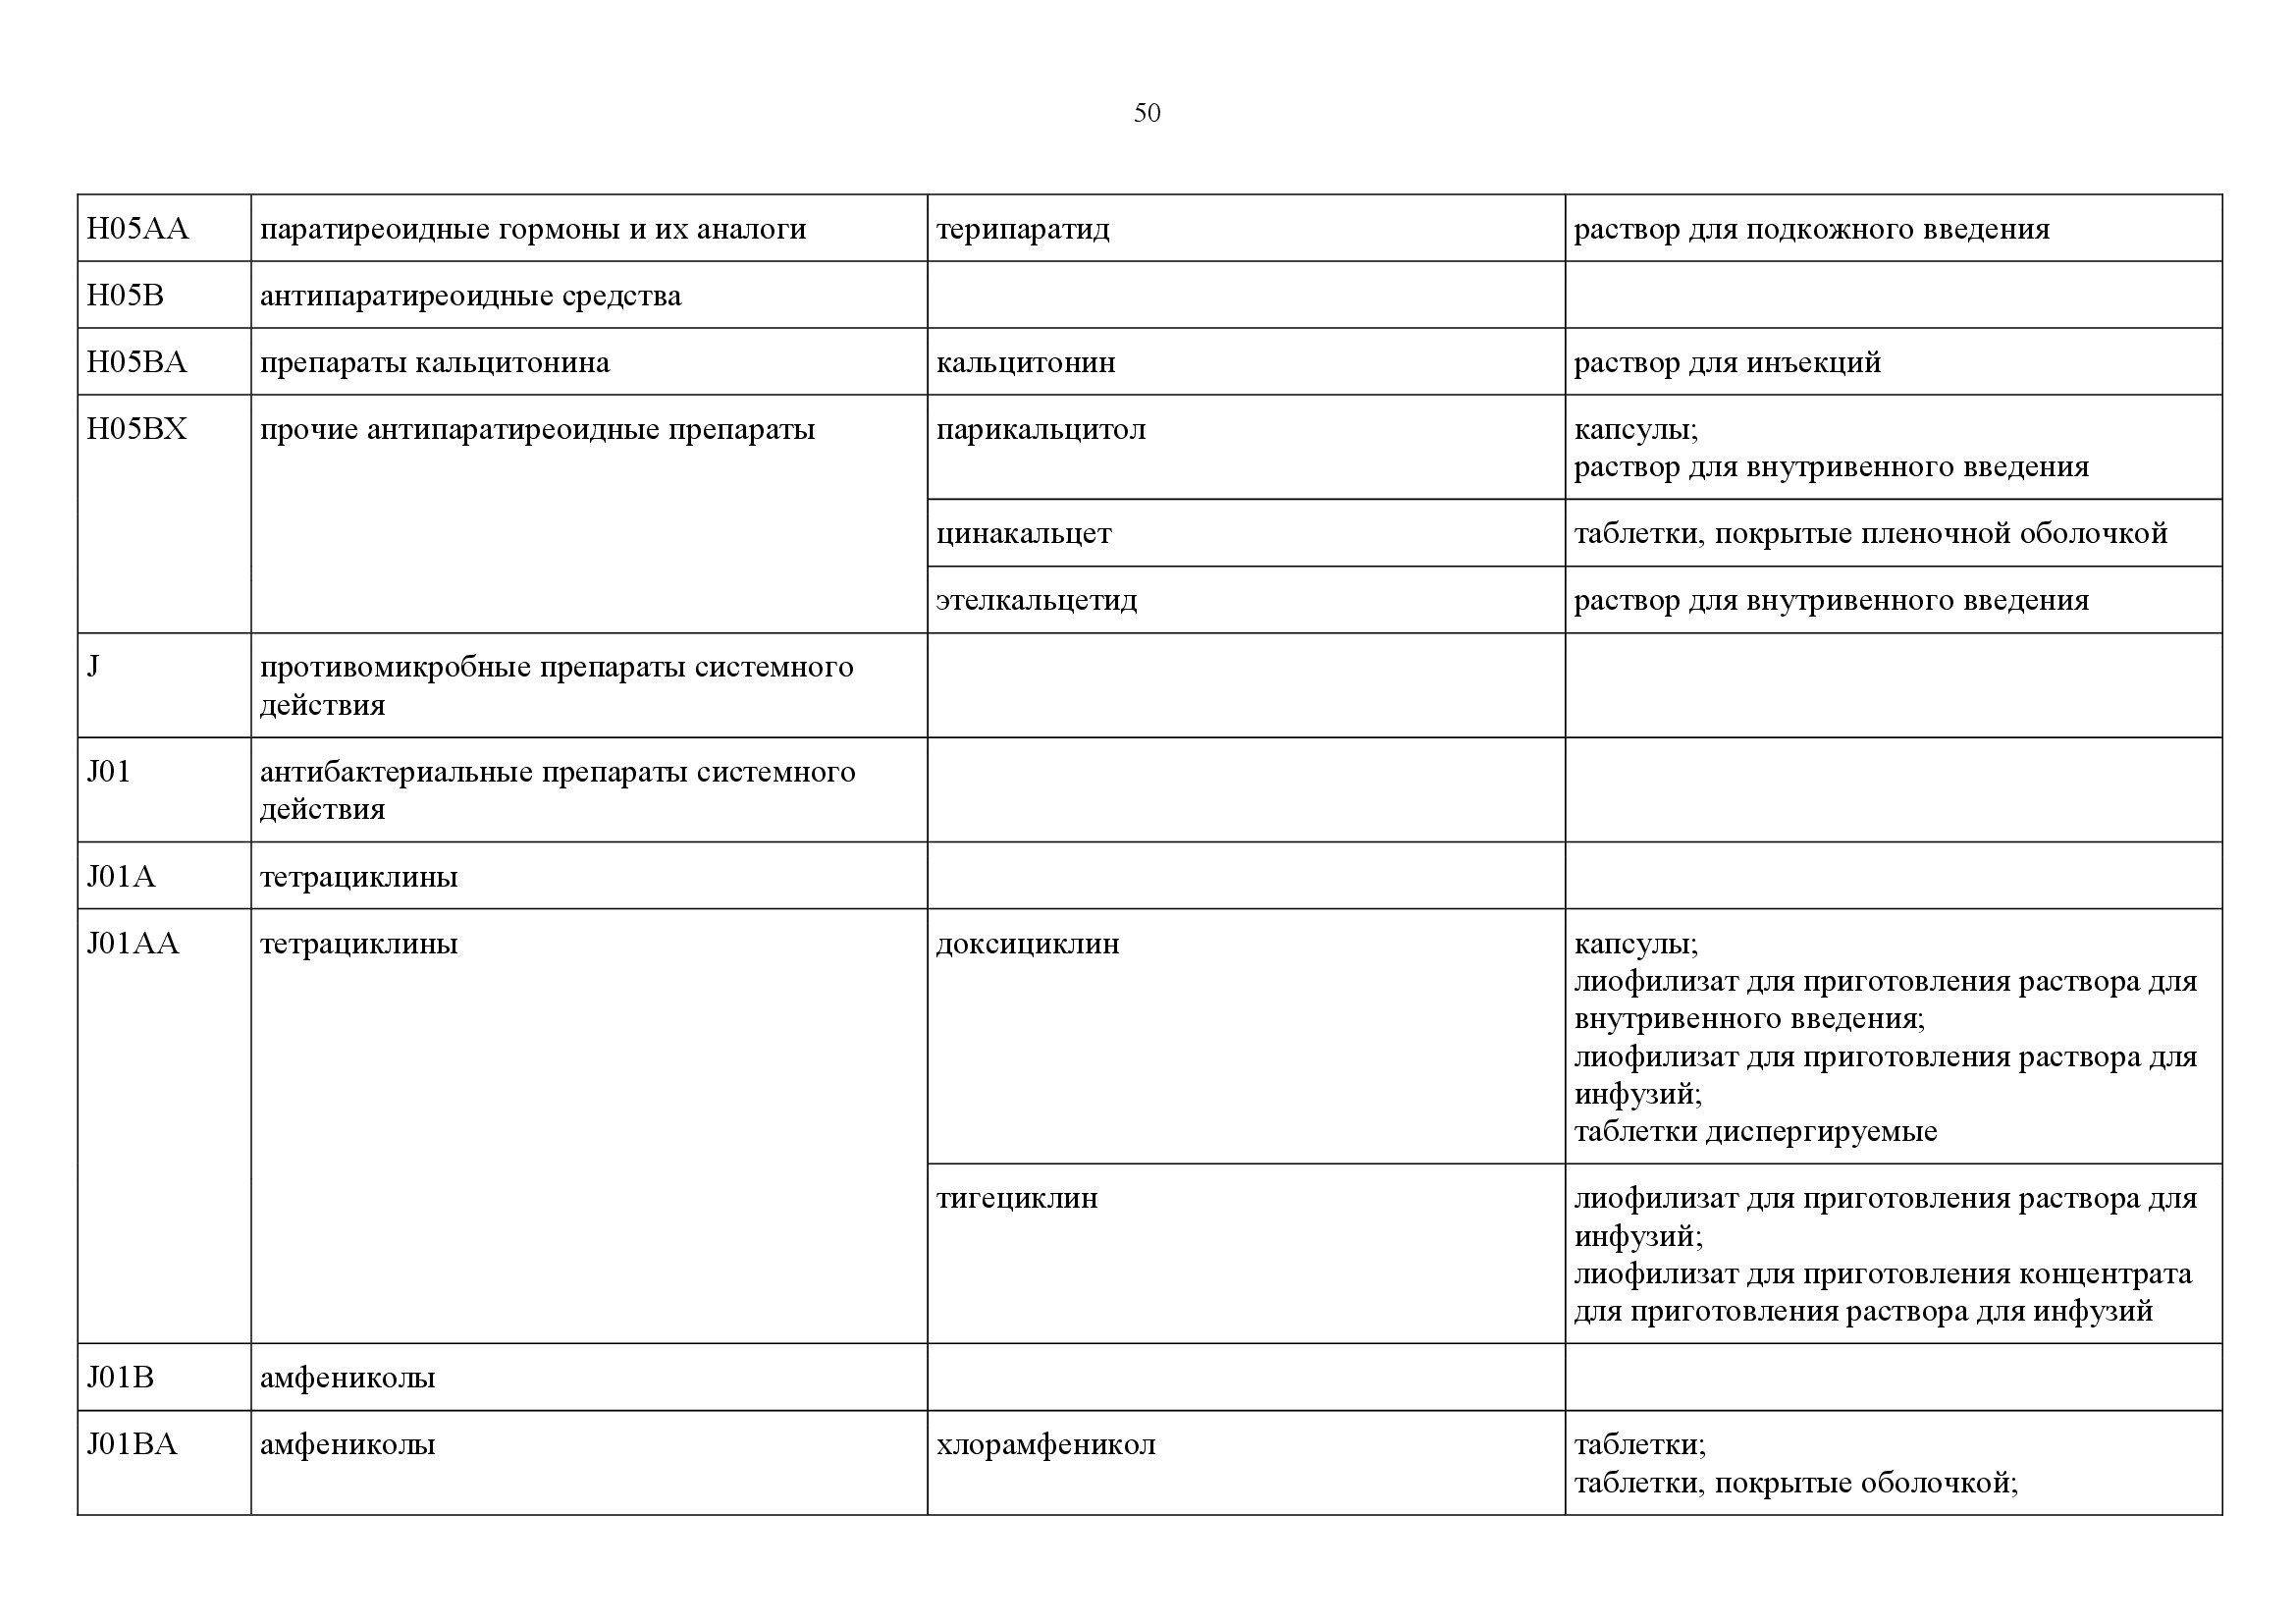 50
H05AA паратиреоидные гормоны и их аналоги терипаратид раствор для подкожного введения
H05B антипаратиреоидные средства
H05BA препараты кальцитонина кальцитонин раствор для инъекций
H05BX прочие антипаратиреоидные препараты парикальцитол капсулы;
раствор для внутривенного введения
цинакальцет таблетки, покрытые пленочной оболочкой
этелкальцетид раствор для внутривенного введения
J противомикробные препараты системного
действия
J01 антибактериальные препараты системного
действия
J01A тетрациклины
J01AA тетрациклины доксициклин капсулы;
лиофилизат для приготовления раствора для
внутривенного введения;
лиофилизат для приготовления раствора для
инфузий;
таблетки диспергируемые
тигециклин лиофилизат для приготовления раствора для
инфузий;
лиофилизат для приготовления концентрата
для приготовления раствора для инфузий
J01B амфениколы
J01BA амфениколы хлорамфеникол таблетки;
таблетки, покрытые оболочкой;